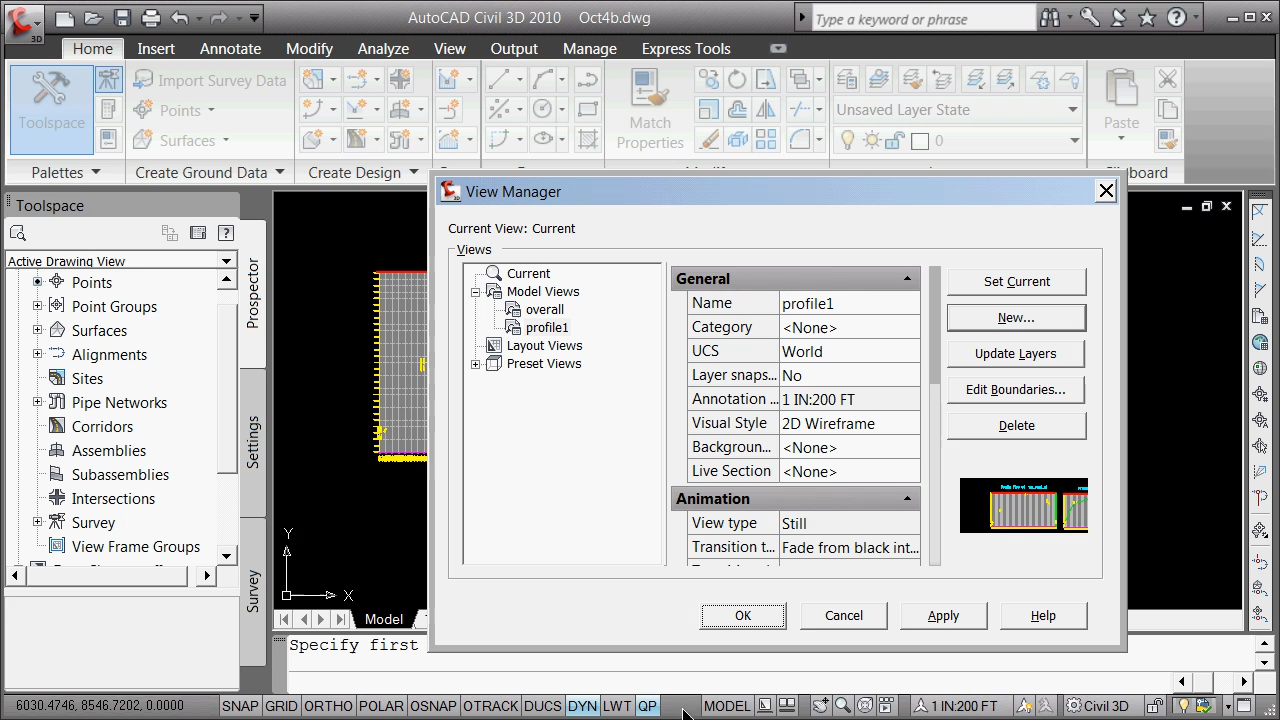 AutoCAD Civil 3D 2010 Oct4b.dwg
Type a keyword or phrase
3D
Home Insert Annotate Modify Analyze View Output Manage Express Tools
Toolspace
Import Survey Data
Points
Surfaces
Match Properties
Unsaved Layer State
0
Paste
Palettes
Create Ground Data
Create Design
Toolspace
Active Drawing View
Points
Point Groups
Surfaces
Alignments
Sites
Pipe Networks
Corridors
Assemblies
Subassemblies
Intersections
Survey
View Frame Groups
Prospector
Settings
Survey
Y
X
Model
View Manager
Current View: Current
Views
Current
Model Views
overall
profile1
Layout Views
Preset Views
General
Name profile1
Category <None>
UCS World
Layer snaps... No
Annotation ... 1 IN:200 FT
Visual Style 2D Wireframe
Backgroun... <None>
Live Section <None>
Animation
View type Still
Transition t... Fade from black int...
Set Current
New...
Update Layers
Edit Boundaries...
Delete
OK Cancel Apply Help
Specify first
6030.4746, 8546.7202, 0.0000 SNAP GRID ORTHO POLAR OSNAP OTRACK DUCS DYN LWT QP MODEL 1 IN:200 FT Civil 3D